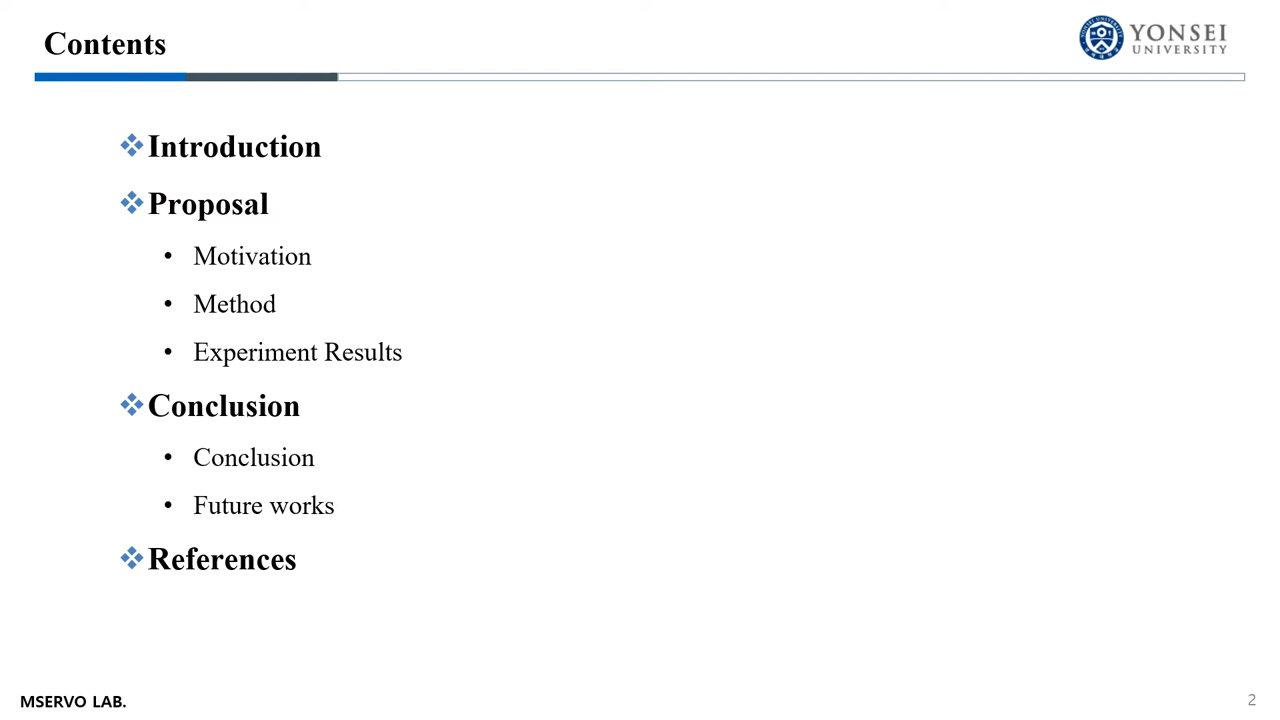 Contents
YONSEI
UNIVERSITY
Introduction
Proposal
• Motivation
• Method
• Experiment Results
Conclusion
• Conclusion
• Future works
References
MSERVO LAB.
2